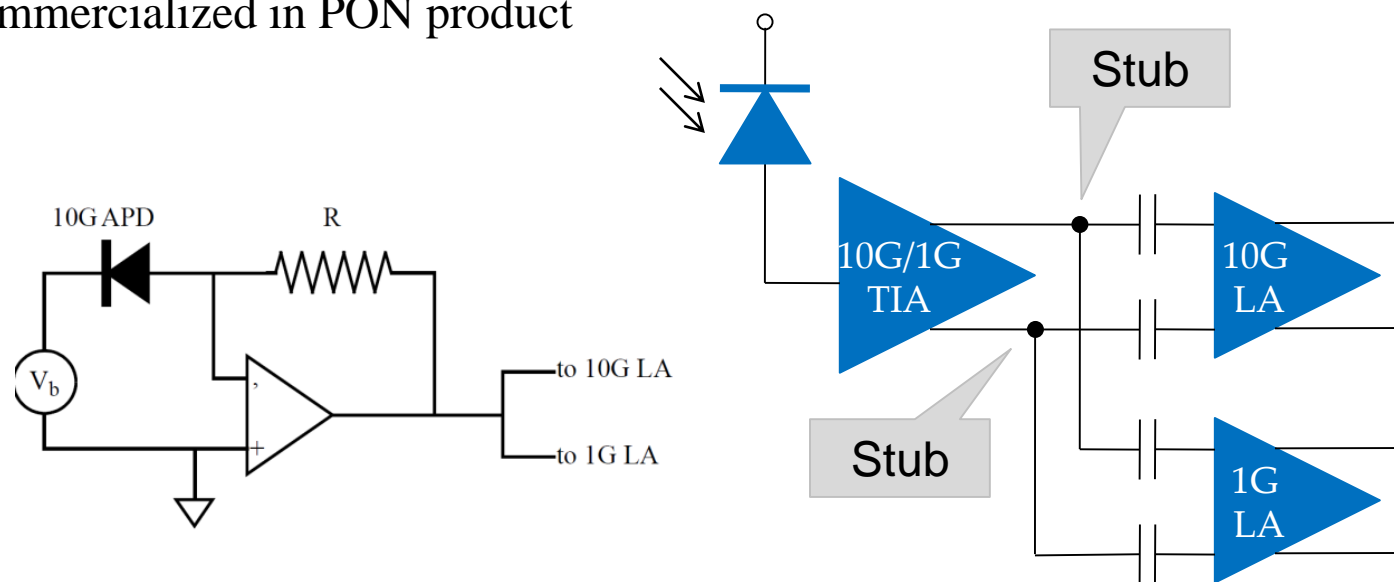 mmercialized in PON product
10G APD
R
V_b
,
+
to 10G LA
to 1G LA
Stub
Stub
10G/1G
TIA
10G
LA
1G
LA